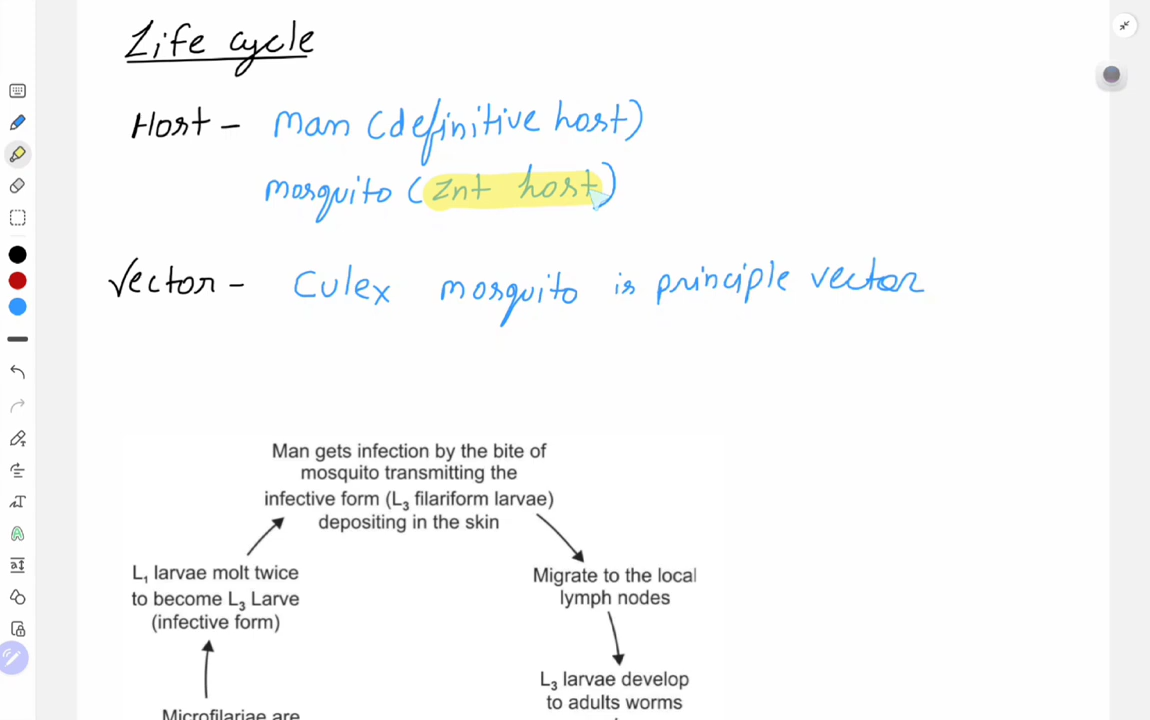 Life cycle
Host - Man (definitive host)
mosquito (Int host)
Vector - Culex mosquito is principle vector
Man gets infection by the bite of
mosquito transmitting the
infective form (L₃ filariform larvae)
depositing in the skin
L₁ larvae molt twice
to become L₃ Larve
(infective form)
Migrate to the local
lymph nodes
L₃ larvae develop
to adults worms
Microfilariae are